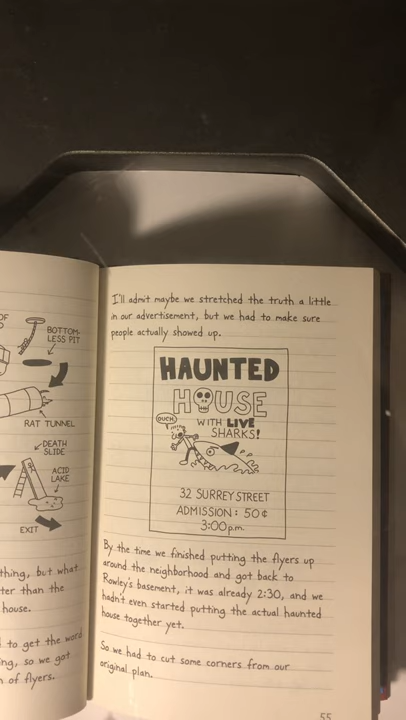 OF
BOTTOM-
LESS PIT
RAT TUNNEL
DEATH
SLIDE
ACID
LAKE
EXIT
thing, but what
ter than the
house.
to get the word
ing, so we got
n of flyers.
I'll admit maybe we stretched the truth a little
in our advertisement, but we had to make sure
people actually showed up.
HAUNTED
HOUSE
WITH LIVE
SHARKS!
OUCH
32 SURREY STREET
ADMISSION: 50¢
3:00 p.m.
By the time we finished putting the flyers up
around the neighborhood and got back to
Rowley's basement, it was already 2:30, and we
hadn't even started putting the actual haunted
house together yet.
So we had to cut some corners from our
original plan.
55